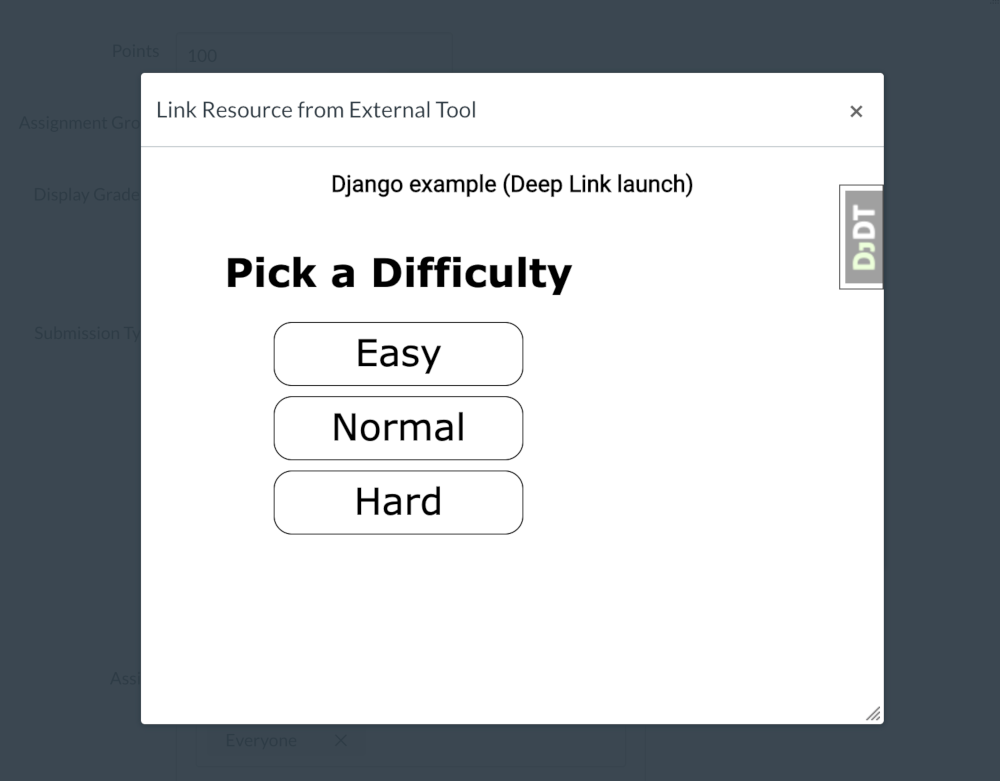 Points
100
Link Resource from External Tool
×
Assignment Gro
Django example (Deep Link launch)
Display Grade
DJDT
Pick a Difficulty
Submission Ty
Easy
Normal
Hard
Assi
Everyone ×